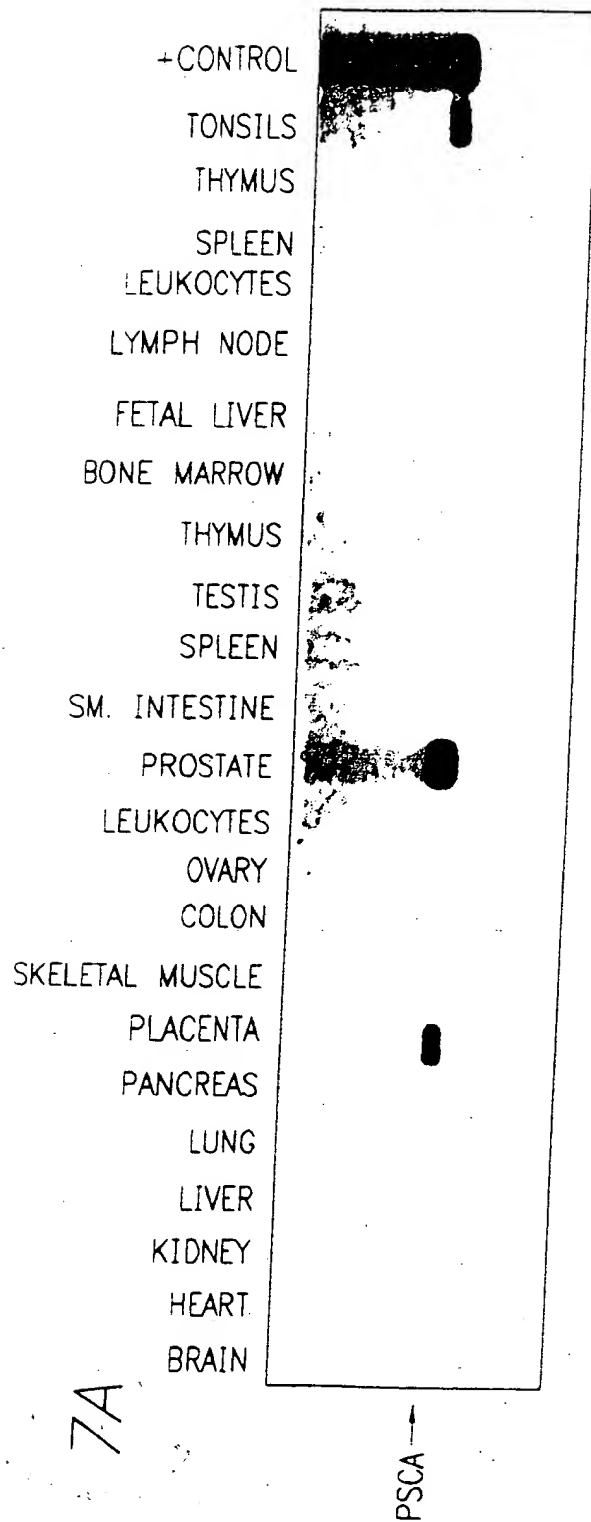 +CONTROL
TONSILS
THYMUS
SPLEEN
LEUKOCYTES
LYMPH NODE
FETAL LIVER
BONE MARROW
THYMUS
TESTIS
SPLEEN
SM. INTESTINE
PROSTATE
LEUKOCYTES
OVARY
COLON
SKELETAL MUSCLE
PLACENTA
PANCREAS
LUNG
LIVER
KIDNEY
HEART
BRAIN
7A
PSCA →